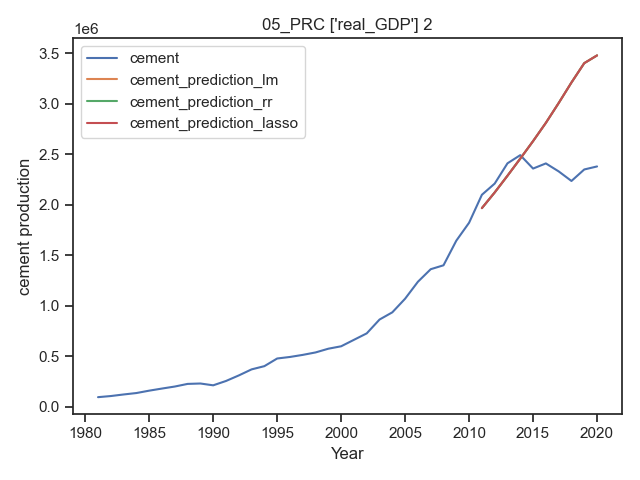 05_PRC ['real_GDP'] 2
1e6
cement
cement_prediction_lm
cement_prediction_rr
cement_prediction_lasso
3.5
3.0
2.5
2.0
1.5
1.0
0.5
0.0
cement production
1980 1985 1990 1995 2000 2005 2010 2015 2020
Year